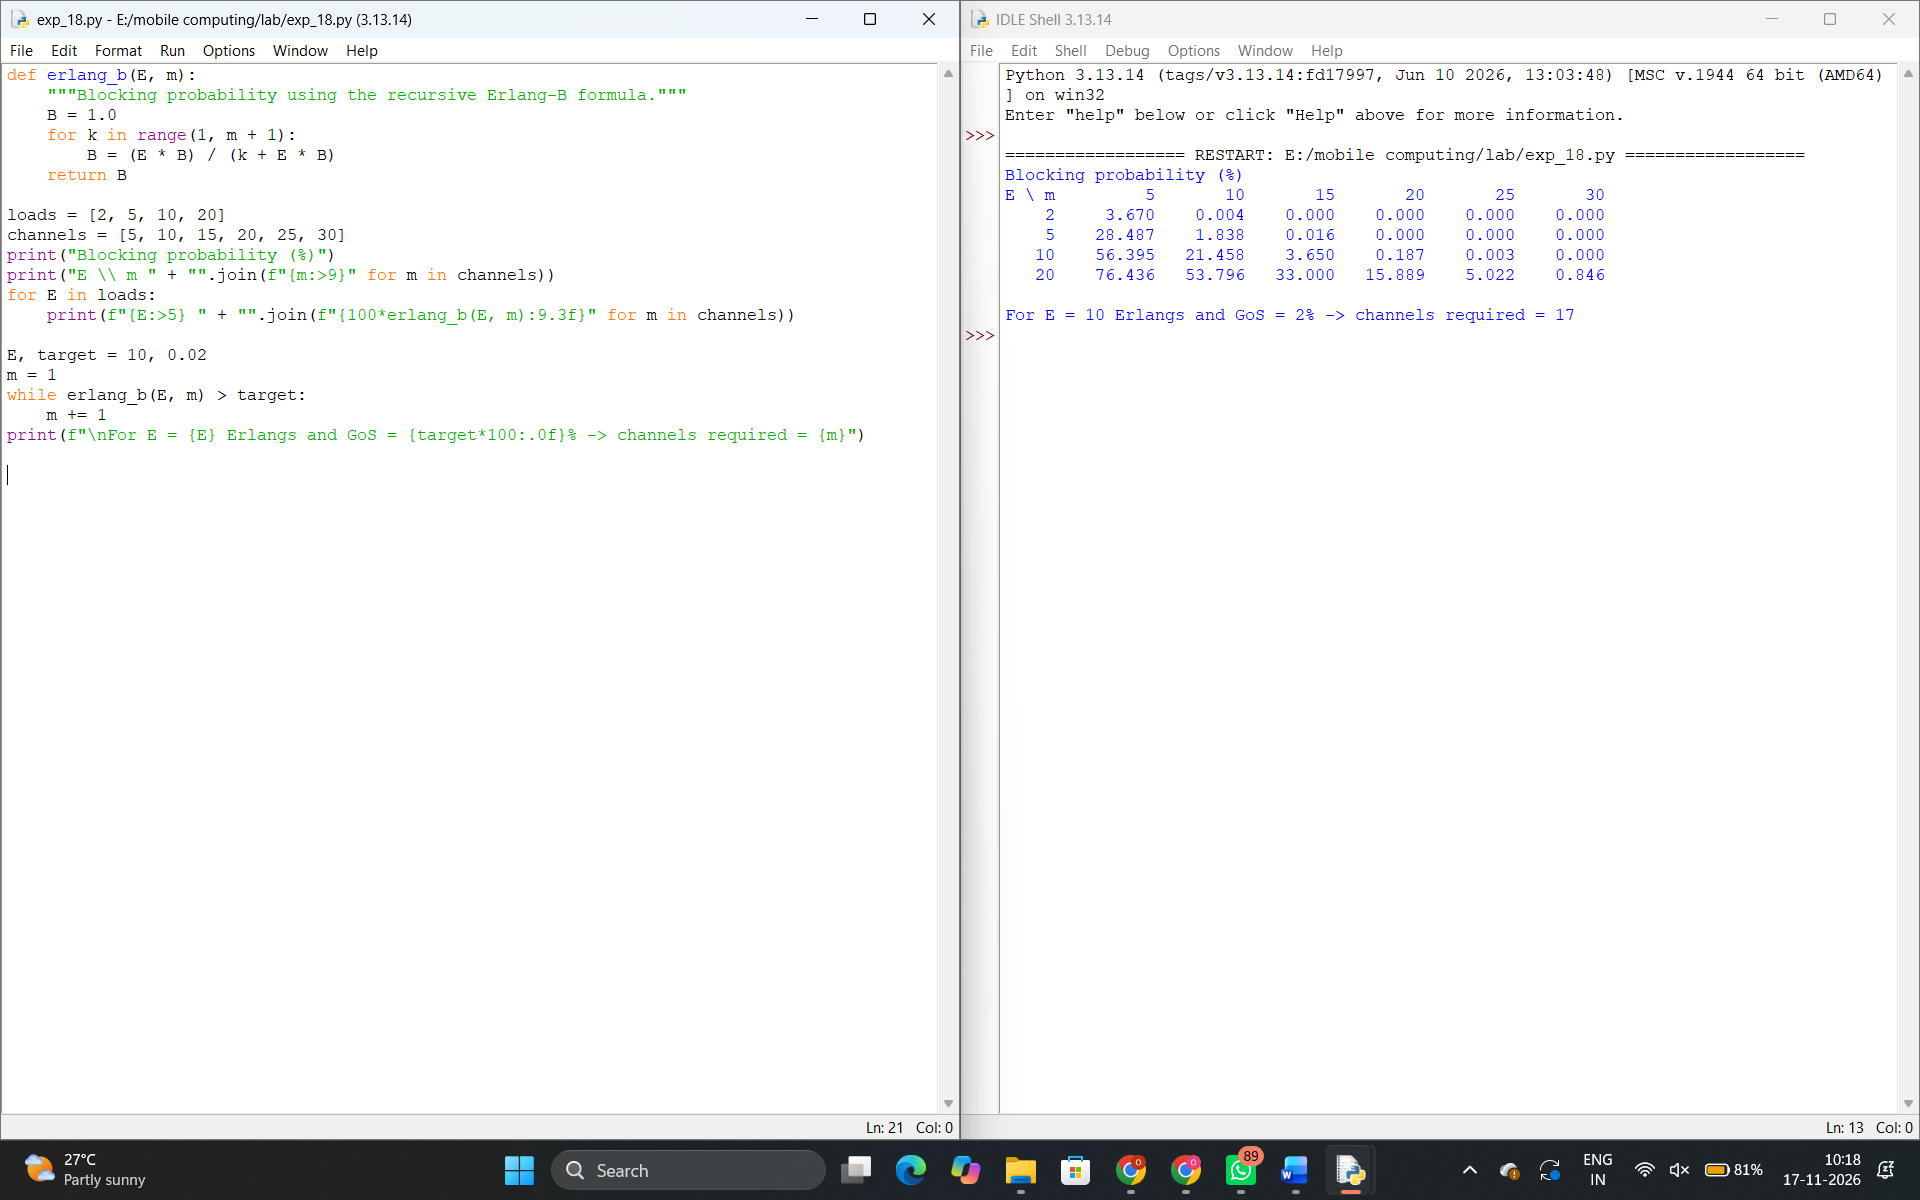 exp_18.py - E:/mobile computing/lab/exp_18.py (3.13.14)
File Edit Format Run Options Window Help
def erlang_b(E, m):
    """Blocking probability using the recursive Erlang-B formula."""
    B = 1.0
    for k in range(1, m + 1):
        B = (E * B) / (k + E * B)
    return B
loads = [2, 5, 10, 20]
channels = [5, 10, 15, 20, 25, 30]
print("Blocking probability (%)")
print("E \\ m " + "".join(f"{m:>9}" for m in channels))
for E in loads:
    print(f"{E:>5} " + "".join(f"{100*erlang_b(E, m):9.3f}" for m in channels))
E, target = 10, 0.02
m = 1
while erlang_b(E, m) > target:
    m += 1
print(f"\nFor E = {E} Erlangs and GoS = {target*100:.0f}% -> channels required = {m}")
Ln: 21 Col: 0
IDLE Shell 3.13.14
File Edit Shell Debug Options Window Help
Python 3.13.14 (tags/v3.13.14:fd17997, Jun 10 2026, 13:03:48) [MSC v.1944 64 bit (AMD64)
] on win32
Enter "help" below or click "Help" above for more information.
>>>
================== RESTART: E:/mobile computing/lab/exp_18.py ==================
Blocking probability (%)
E \ m         5       10       15       20       25       30
    2     3.670    0.004    0.000    0.000    0.000    0.000
    5    28.487    1.838    0.016    0.000    0.000    0.000
   10    56.395   21.458    3.650    0.187    0.003    0.000
   20    76.436   53.796   33.000   15.889    5.022    0.846
For E = 10 Erlangs and GoS = 2% -> channels required = 17
>>>
Ln: 13 Col: 0
27°C
Partly sunny
Search
89
ENG
IN
81%
10:18
17-11-2026